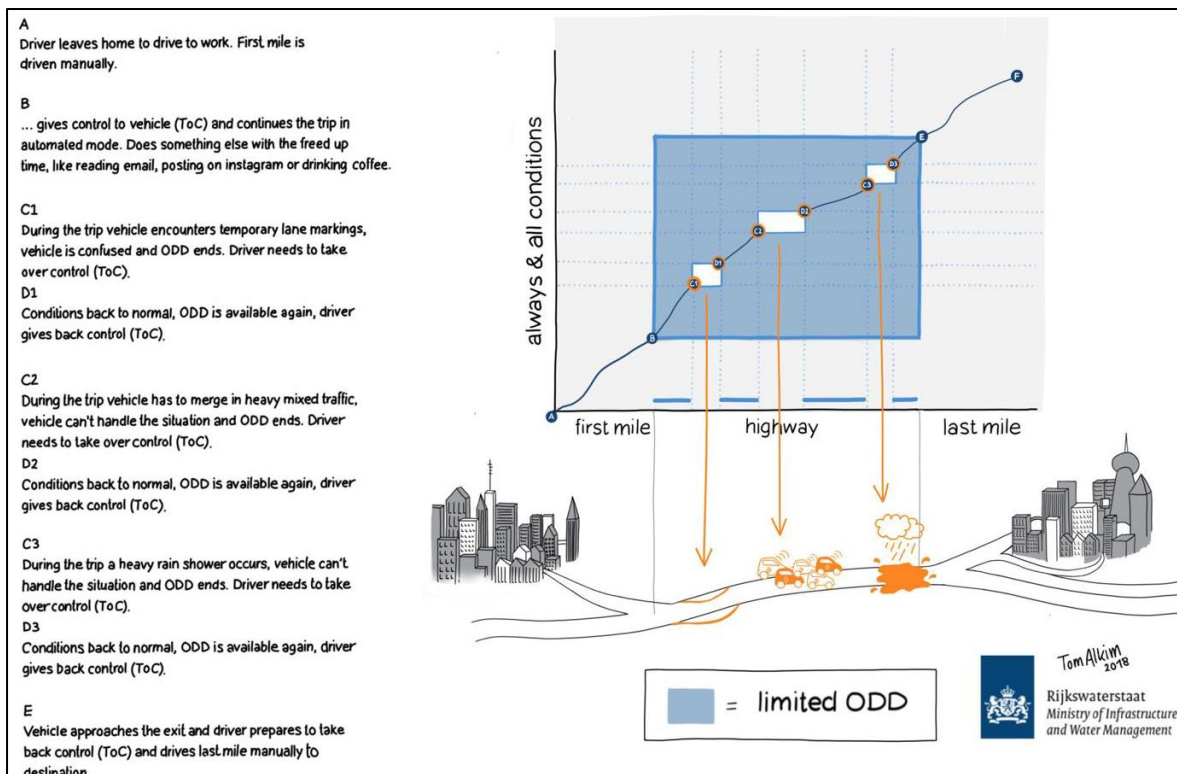 A
Driver leaves home to drive to work. First mile is
driven manually.
B
... gives control to vehicle (ToC) and continues the trip in
automated mode. Does something else with the freed up
time, like reading email, posting on instagram or drinking coffee.
C1
During the trip vehicle encounters temporary lane markings,
vehicle is confused and ODD ends. Driver needs to take
over control (ToC).
D1
Conditions back to normal, ODD is available again, driver
gives back control (ToC).
C2
During the trip vehicle has to merge in heavy mixed traffic,
vehicle can't handle the situation and ODD ends. Driver
needs to take over control (ToC).
D2
Conditions back to normal, ODD is available again, driver
gives back control (ToC).
C3
During the trip a heavy rain shower occurs, vehicle can't
handle the situation and ODD ends. Driver needs to take
over control (ToC).
D3
Conditions back to normal, ODD is available again, driver
gives back control (ToC).
E
Vehicle approaches the exit and driver prepares to take
back control (ToC) and drives last mile manually to
destination
always & all conditions
F
E
D3
C3
D2
D1
C1
B
A
first mile
highway
last mile
= limited ODD
Tom Alkim
2018
Rijkswaterstaat
Ministry of Infrastructure
and Water Management